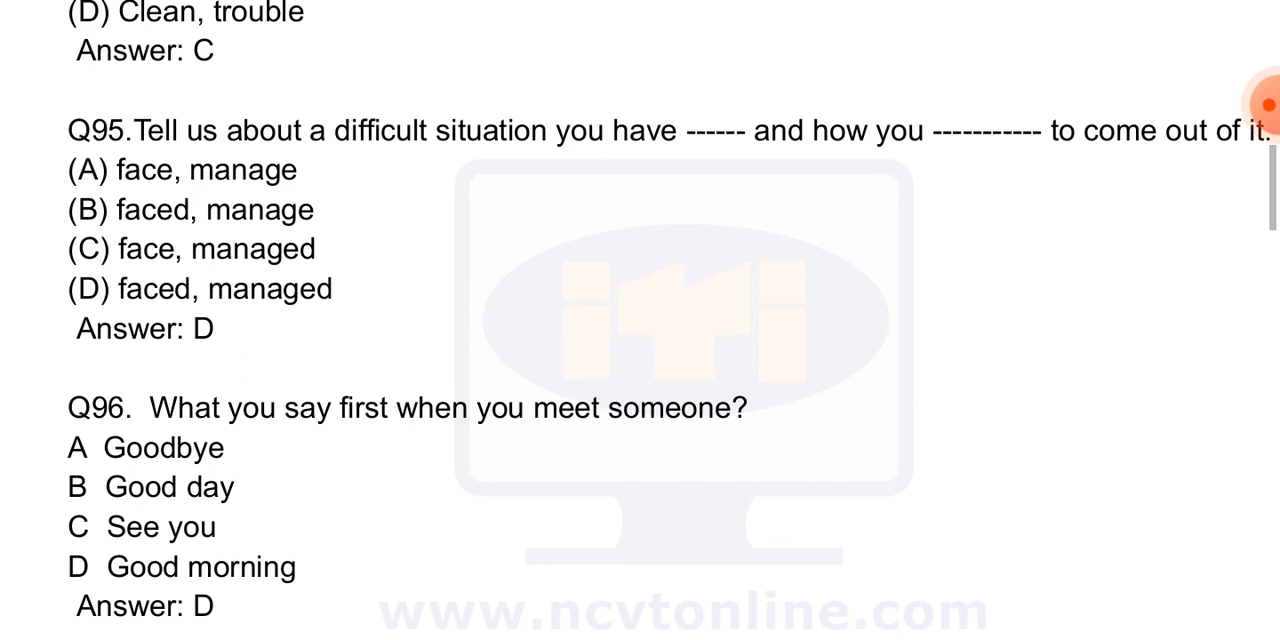 (D) Clean, trouble
Answer: C
Q95.Tell us about a difficult situation you have ------ and how you ----------- to come out of it.
(A) face, manage
(B) faced, manage
(C) face, managed
(D) faced, managed
Answer: D
Q96.  What you say first when you meet someone?
A  Goodbye
B  Good day
C  See you
D  Good morning
Answer: D
iTi
www.ncvtonline.com